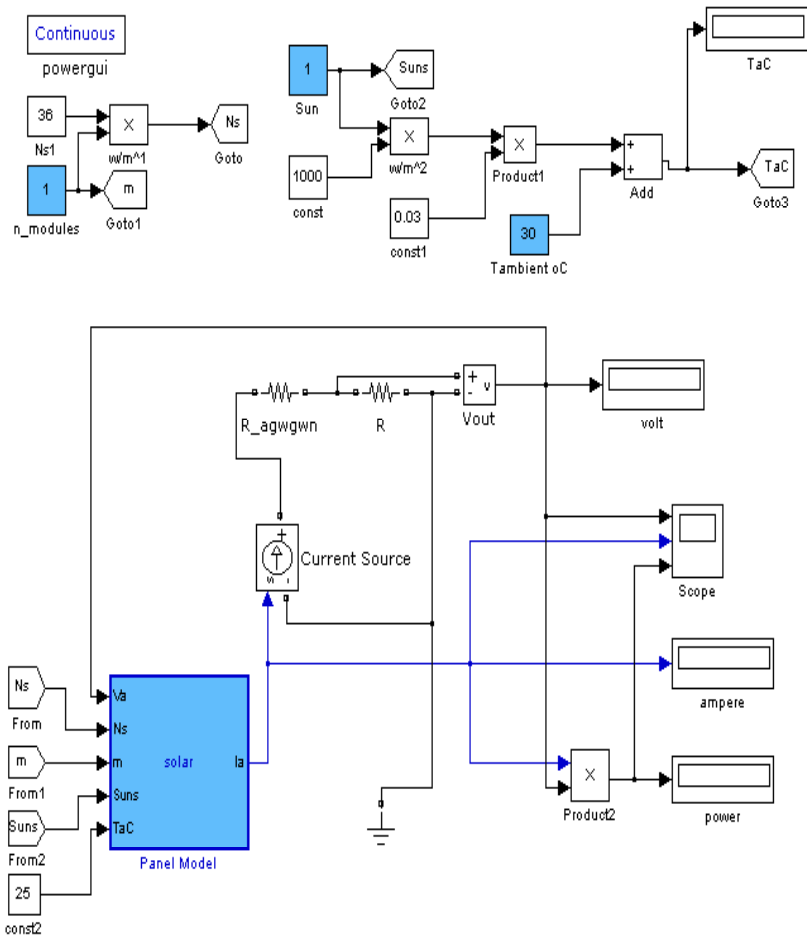 Continuous
powergui
36
Ns1
×
w/m^1
Ns
Goto
1
n_modules
m
Goto1
1
Sun
Suns
Goto2
1000
const
×
w/m^2
0.03
const1
×
Product1
30
Tambient oC
+
+
Add
TaC
TaC
Goto3
R_agwgwn
R
+
-
v
Vout
volt
+
s
-
Current Source
Scope
ampere
×
Product2
power
Ns
From
m
From1
Suns
From2
25
const2
Va
Ns
m
Suns
TaC
solar
Ia
Panel Model